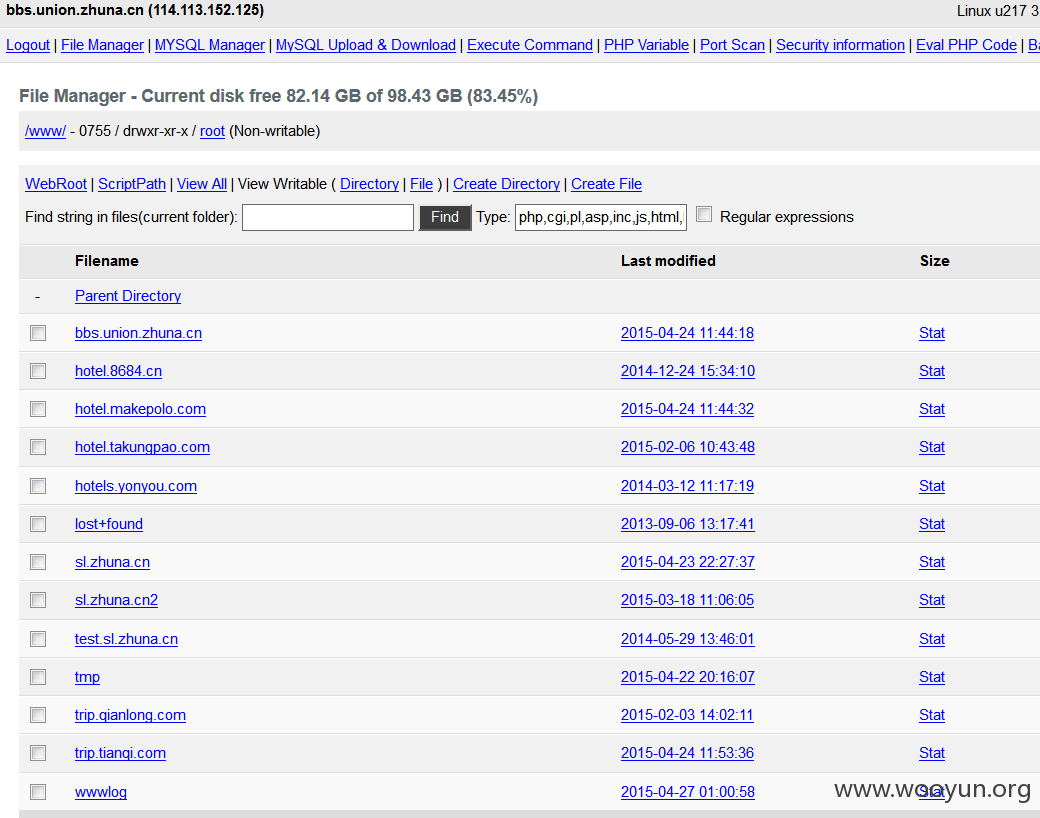 bbs.union.zhuna.cn (114.113.152.125) Linux u217 3
Logout | File Manager | MYSQL Manager | MySQL Upload & Download | Execute Command | PHP Variable | Port Scan | Security information | Eval PHP Code | Ba
File Manager - Current disk free 82.14 GB of 98.43 GB (83.45%)
/www/ - 0755 / drwxr-xr-x / root (Non-writable)
WebRoot | ScriptPath | View All | View Writable ( Directory | File ) | Create Directory | Create File
Find string in files(current folder): Find Type: php,cgi,pl,asp,inc,js,html, Regular expressions
Filename Last modified Size
- Parent Directory
bbs.union.zhuna.cn 2015-04-24 11:44:18 Stat
hotel.8684.cn 2014-12-24 15:34:10 Stat
hotel.makepolo.com 2015-04-24 11:44:32 Stat
hotel.takungpao.com 2015-02-06 10:43:48 Stat
hotels.yonyou.com 2014-03-12 11:17:19 Stat
lost+found 2013-09-06 13:17:41 Stat
sl.zhuna.cn 2015-04-23 22:27:37 Stat
sl.zhuna.cn2 2015-03-18 11:06:05 Stat
test.sl.zhuna.cn 2014-05-29 13:46:01 Stat
tmp 2015-04-22 20:16:07 Stat
trip.qianlong.com 2015-02-03 14:02:11 Stat
trip.tianqi.com 2015-04-24 11:53:36 Stat
wwwlog 2015-04-27 01:00:58 Stat
www.wooyun.org